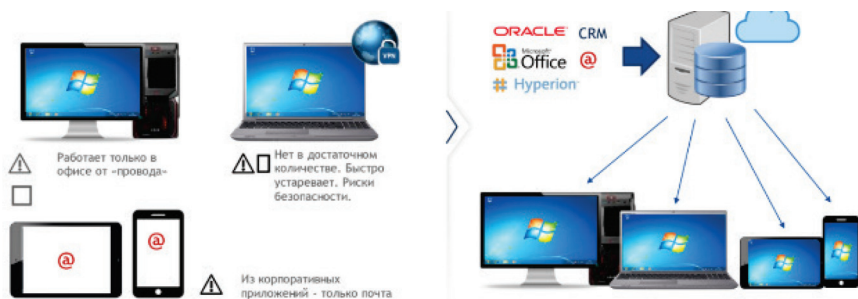 VPN
Работает только в
офисе от «провода»
Нет в достаточном
количестве. Быстро
устаревает. Риски
безопасности.
@
@
Из корпоративных
приложений - только почта
ORACLE CRM
Microsoft
Office @
Hyperion